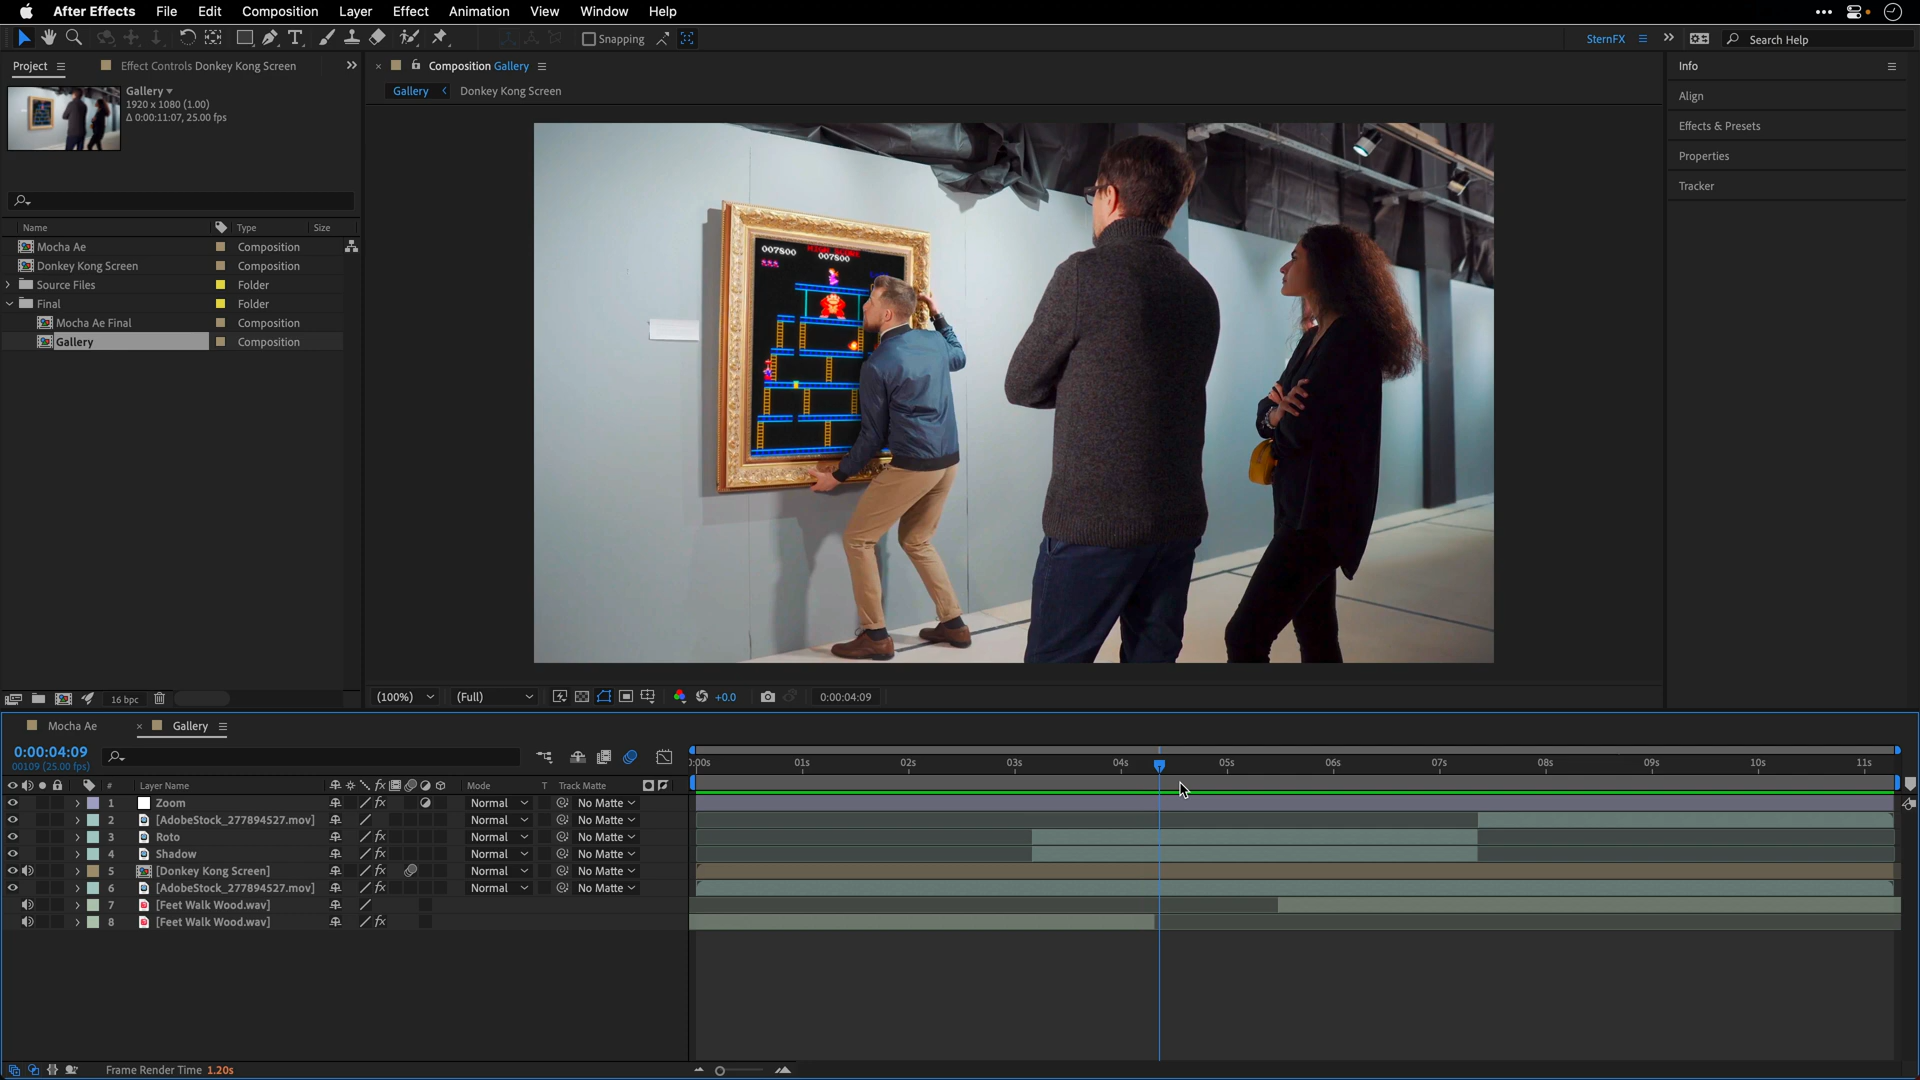 After Effects File Edit Composition Layer Effect Animation View Window Help
Snapping SternFX Search Help
Project Effect Controls Donkey Kong Screen
Gallery
1920 x 1080 (1.00)
Δ 0:00:11:07, 25.00 fps
Name Type Size
Mocha Ae Composition
Donkey Kong Screen Composition
Source Files Folder
Final Folder
Mocha Ae Final Composition
Gallery Composition
16 bpc
Composition Gallery
Gallery Donkey Kong Screen
007800 HIGH SCORE
007800
(100%) (Full) +0.0 0:00:04:09
Info
Align
Effects & Presets
Properties
Tracker
Mocha Ae Gallery
0:00:04:09
00109 (25.00 fps)
:00s 01s 02s 03s 04s 05s 06s 07s 08s 09s 10s 11s
# Layer Name Mode T Track Matte
1 Zoom Normal No Matte
2 [AdobeStock_277894527.mov] Normal No Matte
3 Roto Normal No Matte
4 Shadow Normal No Matte
5 [Donkey Kong Screen] Normal No Matte
6 [AdobeStock_277894527.mov] Normal No Matte
7 [Feet Walk Wood.wav]
8 [Feet Walk Wood.wav]
Frame Render Time 1.20s